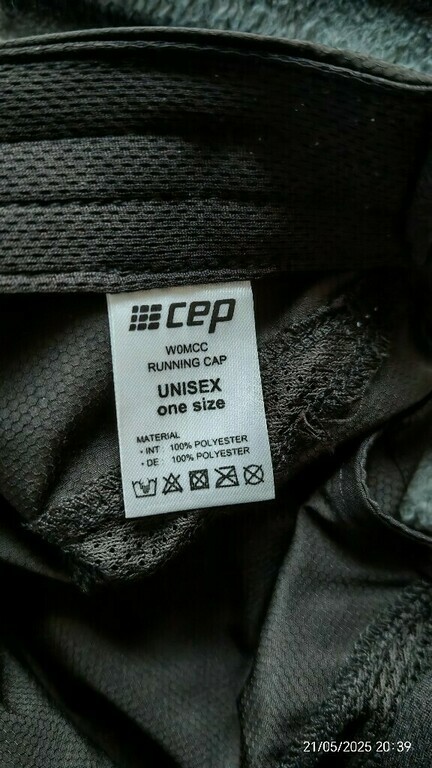 cep
W0MCC
RUNNING CAP
UNISEX
one size
MATERIAL
• INT : 100% POLYESTER
• DE : 100% POLYESTER
21/05/2025 20:39